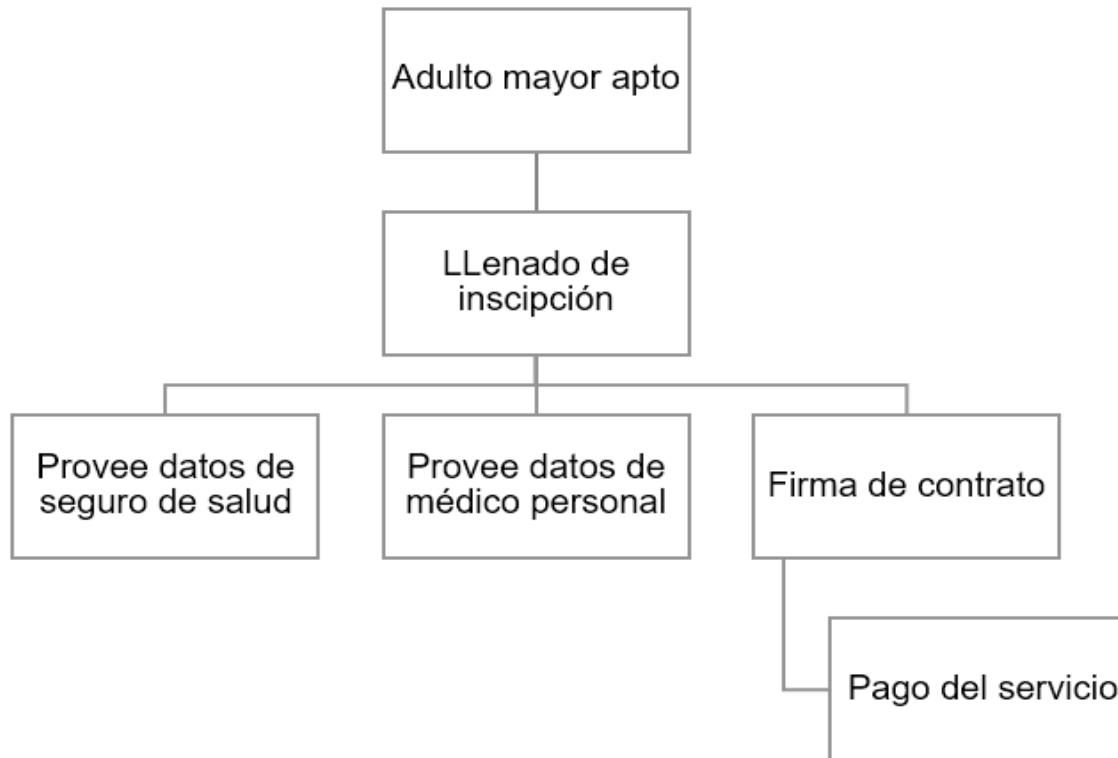 Adulto mayor apto
LLenado de
inscipción
Provee datos de
seguro de salud
Provee datos de
médico personal
Firma de contrato
Pago del servicio